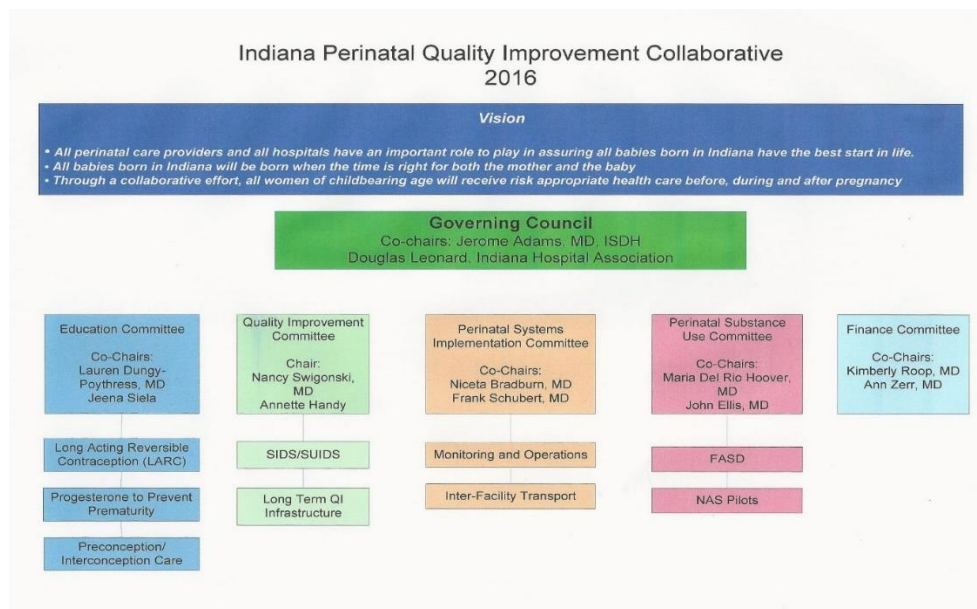 Indiana Perinatal Quality Improvement Collaborative
2016
Vision
• All perinatal care providers and all hospitals have an important role to play in assuring all babies born in Indiana have the best start in life.
• All babies born in Indiana will be born when the time is right for both the mother and the baby
• Through a collaborative effort, all women of childbearing age will receive risk appropriate health care before, during and after pregnancy
Governing Council
Co-chairs: Jerome Adams, MD, ISDH
Douglas Leonard, Indiana Hospital Association
Education Committee
Co-Chairs:
Lauren Dungy-
Poythress, MD
Jeena Siela
Quality Improvement
Committee
Chair:
Nancy Swigonski,
MD
Annette Handy
Perinatal Systems
Implementation Committee
Co-Chairs:
Niceta Bradburn, MD
Frank Schubert, MD
Perinatal Substance
Use Committee
Co-Chairs:
Maria Del Rio Hoover,
MD
John Ellis, MD
Finance Committee
Co-Chairs:
Kimberly Roop, MD
Ann Zerr, MD
Long Acting Reversible
Contraception (LARC)
Progesterone to Prevent
Prematurity
Preconception/
Interconception Care
SIDS/SUIDS
Long Term QI
Infrastructure
Monitoring and Operations
Inter-Facility Transport
FASD
NAS Pilots